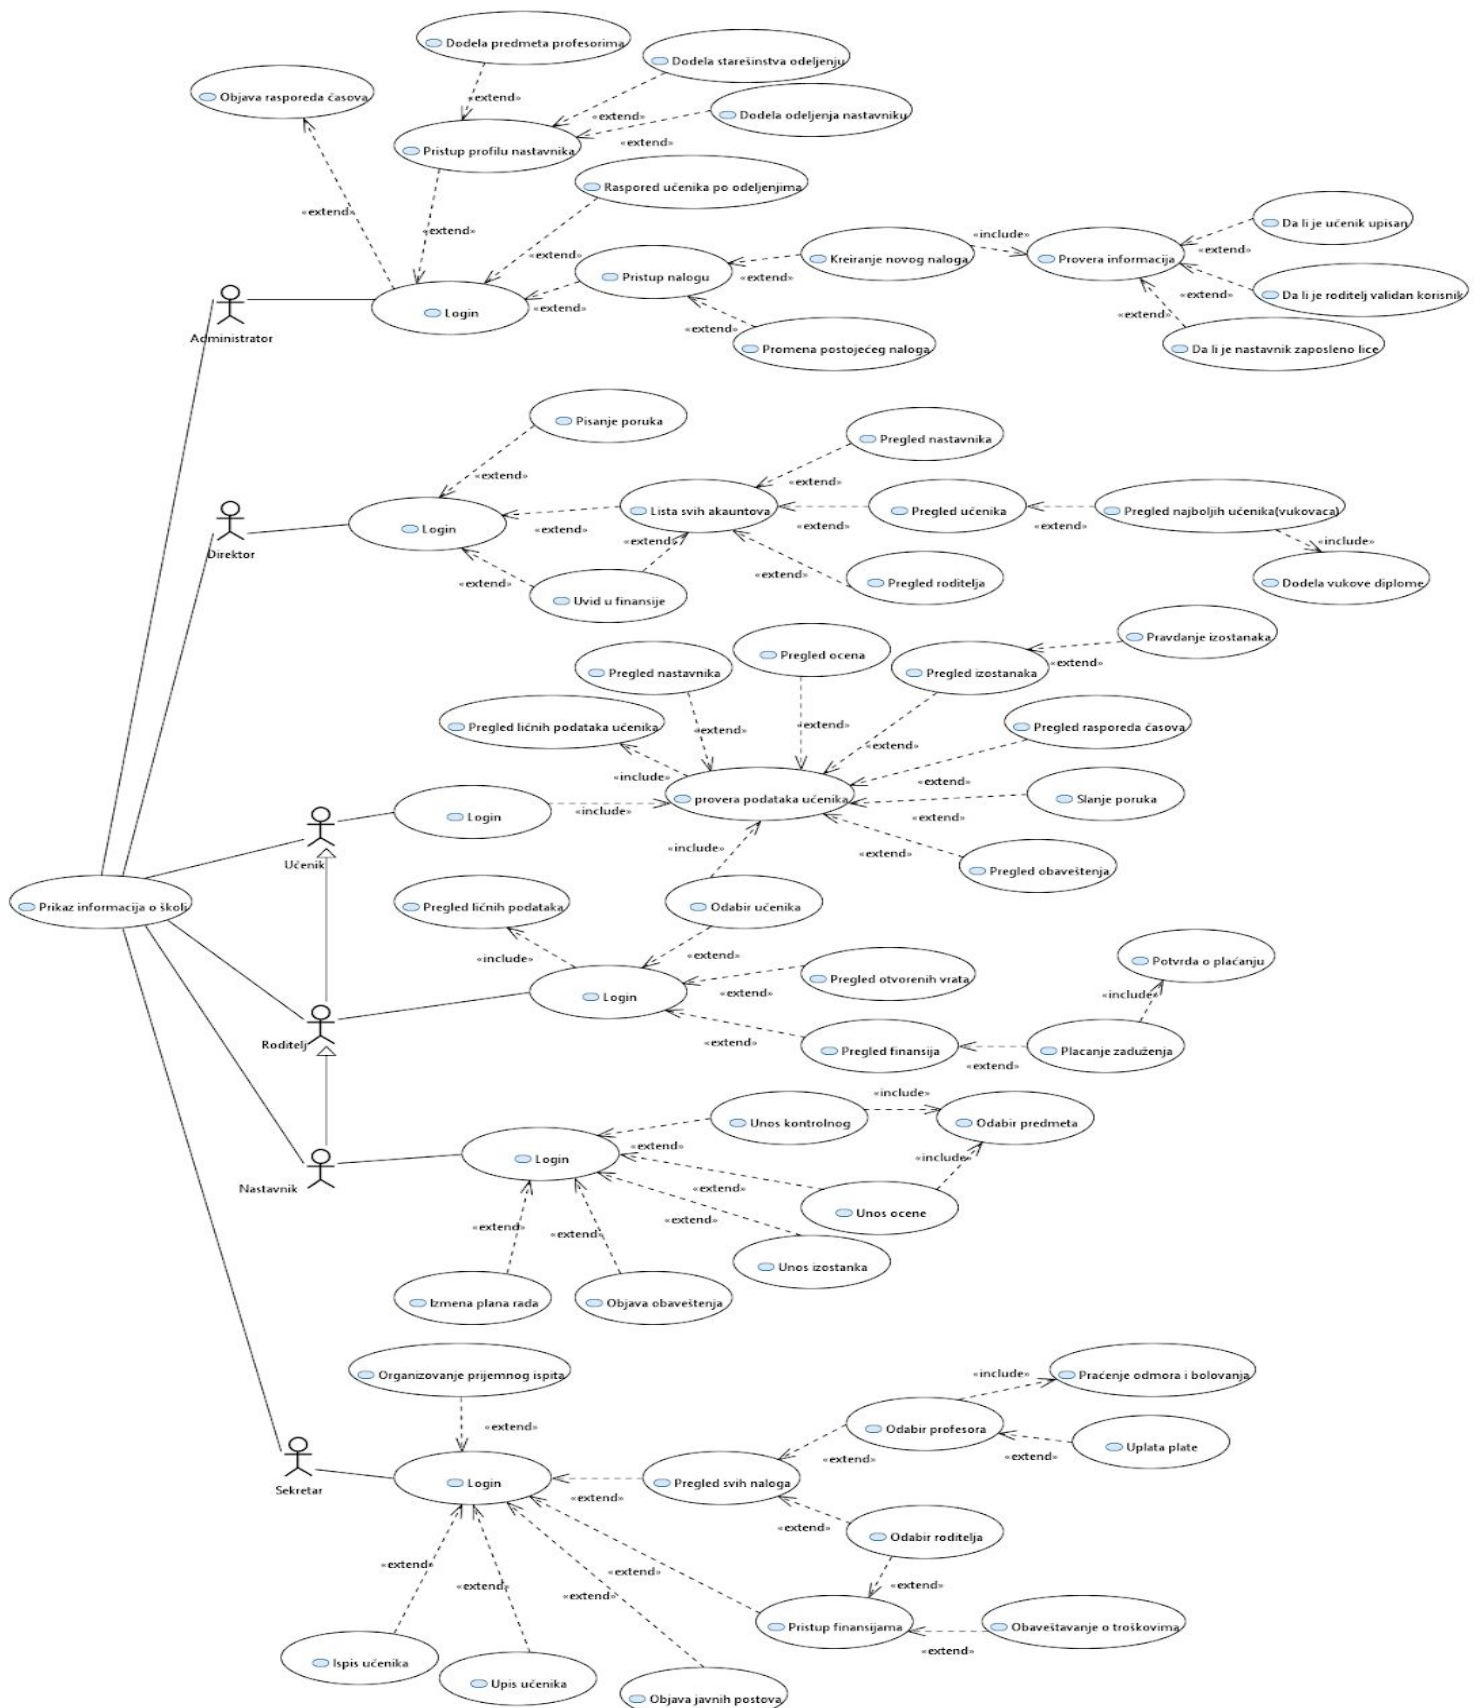 Dodela predmeta profesorima
Dodela starešinstva odeljenju
Objava rasporeda časova
«extend»
«extend»
Dodela odeljenja nastavniku
«extend»
Pristup profilu nastavnika
Raspored učenika po odeljenjima
«extend»
«extend»
«include»
Da li je učenik upisan
«extend»
«extend»
Kreiranje novog naloga
Provera informacija
Pristup nalogu
«extend»
«extend»
Da li je roditelj validan korisnik
«extend»
Login
«extend»
«extend»
Administrator
Promena postojećeg naloga
Da li je nastavnik zaposleno lice
Pisanje poruka
Pregled nastavnika
«extend»
«extend»
Login
Lista svih akauntova
Pregled učenika
Pregled najboljih učenika(vukovaca)
«extend»
«extend»
«extend»
«include»
Direktor
«extend»
«extend»
«extend»
Pregled roditelja
Dodela vukove diplome
Uvid u finansije
Pravdanje izostanaka
Pregled ocena
«extend»
Pregled nastavnika
Pregled izostanaka
Pregled ličnih podataka učenika
«extend»
«extend»
Pregled rasporeda časova
«extend»
«include»
«extend»
provera podataka učenika
Slanje poruka
Login
«include»
«extend»
«include»
«extend»
Učenik
Pregled obaveštenja
Prikaz informacija o školi
Pregled ličnih podataka
Odabir učenika
«include»
«extend»
Potvrda o plaćanju
Pregled otvorenih vrata
Login
«extend»
«include»
Roditelj
«extend»
Pregled finansija
Placanje zaduženja
«extend»
«include»
Unos kontrolnog
Odabir predmeta
«extend»
Login
«include»
Nastavnik
«extend»
Unos ocene
«extend»
«extend»
«extend»
Unos izostanka
Izmena plana rada
Objava obaveštenja
Organizovanje prijemnog ispita
«include»
Praćenje odmora i bolovanja
«extend»
Odabir profesora
Uplata plate
«extend»
«extend»
Login
Pregled svih naloga
Sekretar
«extend»
«extend»
Odabir roditelja
«extend»
«extend»
«extend»
«extend»
«extend»
Pristup finansijama
Obaveštavanje o troškovima
«extend»
Ispis učenika
Upis učenika
Objava javnih postova